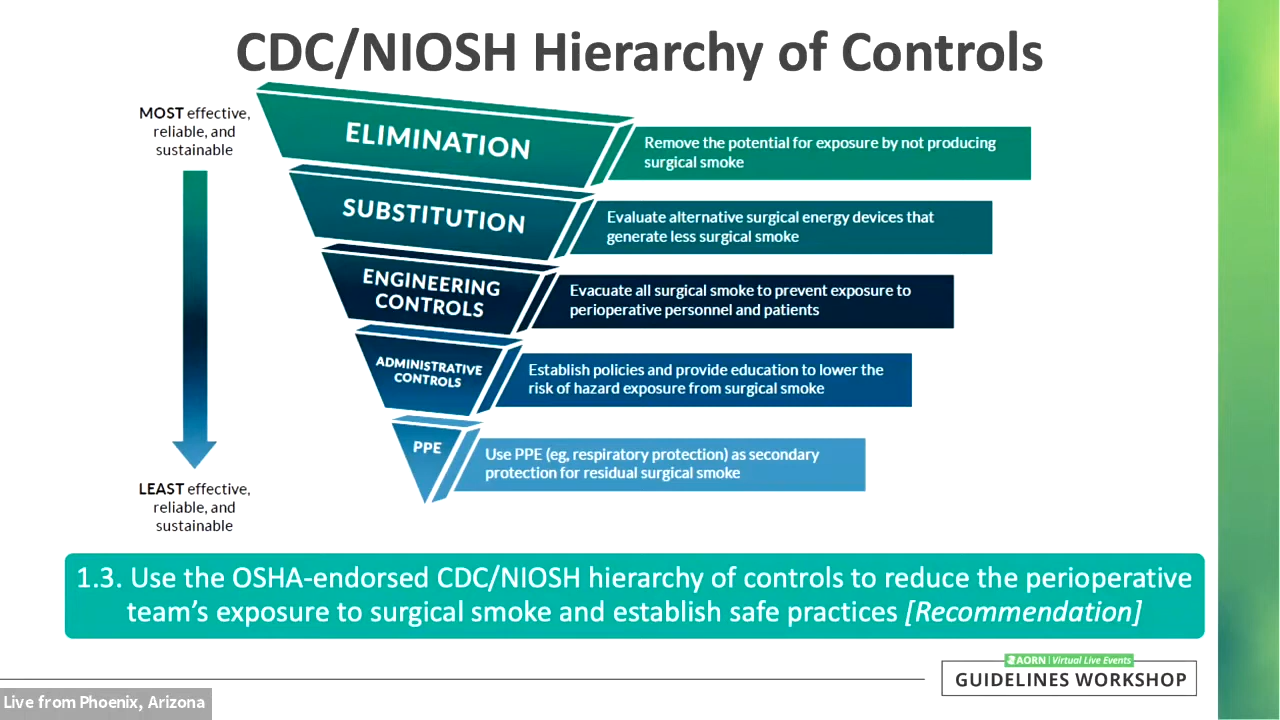 CDC/NIOSH Hierarchy of Controls
MOST effective,
reliable, and
sustainable
ELIMINATION
Remove the potential for exposure by not producing
surgical smoke
SUBSTITUTION
Evaluate alternative surgical energy devices that
generate less surgical smoke
ENGINEERING
CONTROLS
Evacuate all surgical smoke to prevent exposure to
perioperative personnel and patients
ADMINISTRATIVE
CONTROLS
Establish policies and provide education to lower the
risk of hazard exposure from surgical smoke
PPE
Use PPE (eg, respiratory protection) as secondary
protection for residual surgical smoke
LEAST effective,
reliable, and
sustainable
1.3. Use the OSHA-endorsed CDC/NIOSH hierarchy of controls to reduce the perioperative
team’s exposure to surgical smoke and establish safe practices [Recommendation]
AORN | Virtual Live Events
GUIDELINES WORKSHOP
Live from Phoenix, Arizona